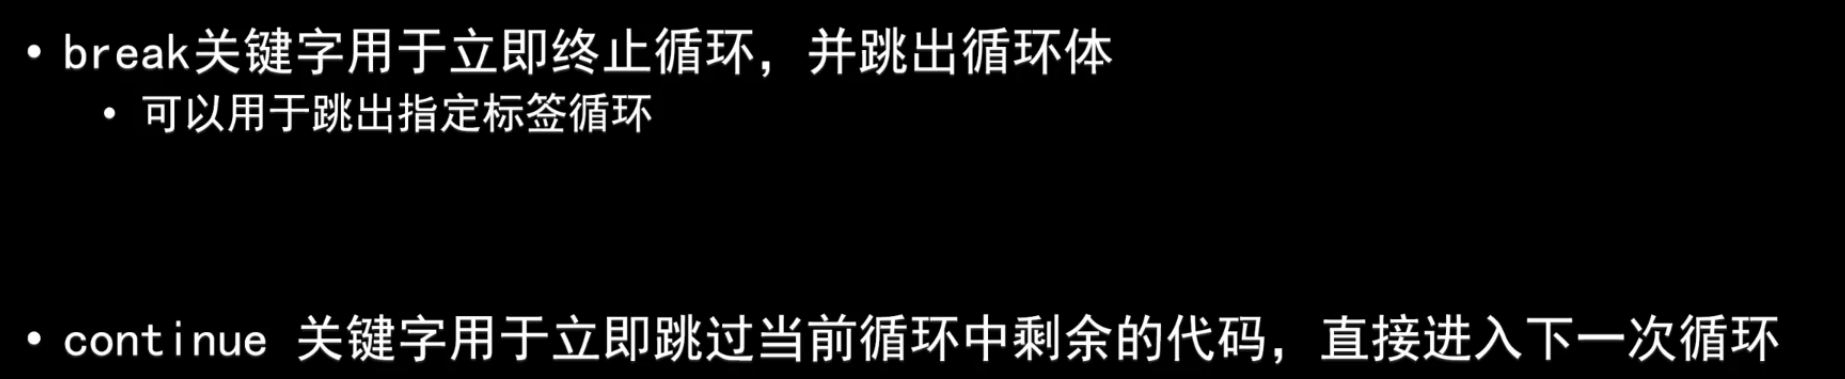 • break关键字用于立即终止循环，并跳出循环体
• 可以用于跳出指定标签循环
• continue 关键字用于立即跳过当前循环中剩余的代码，直接进入下一次循环